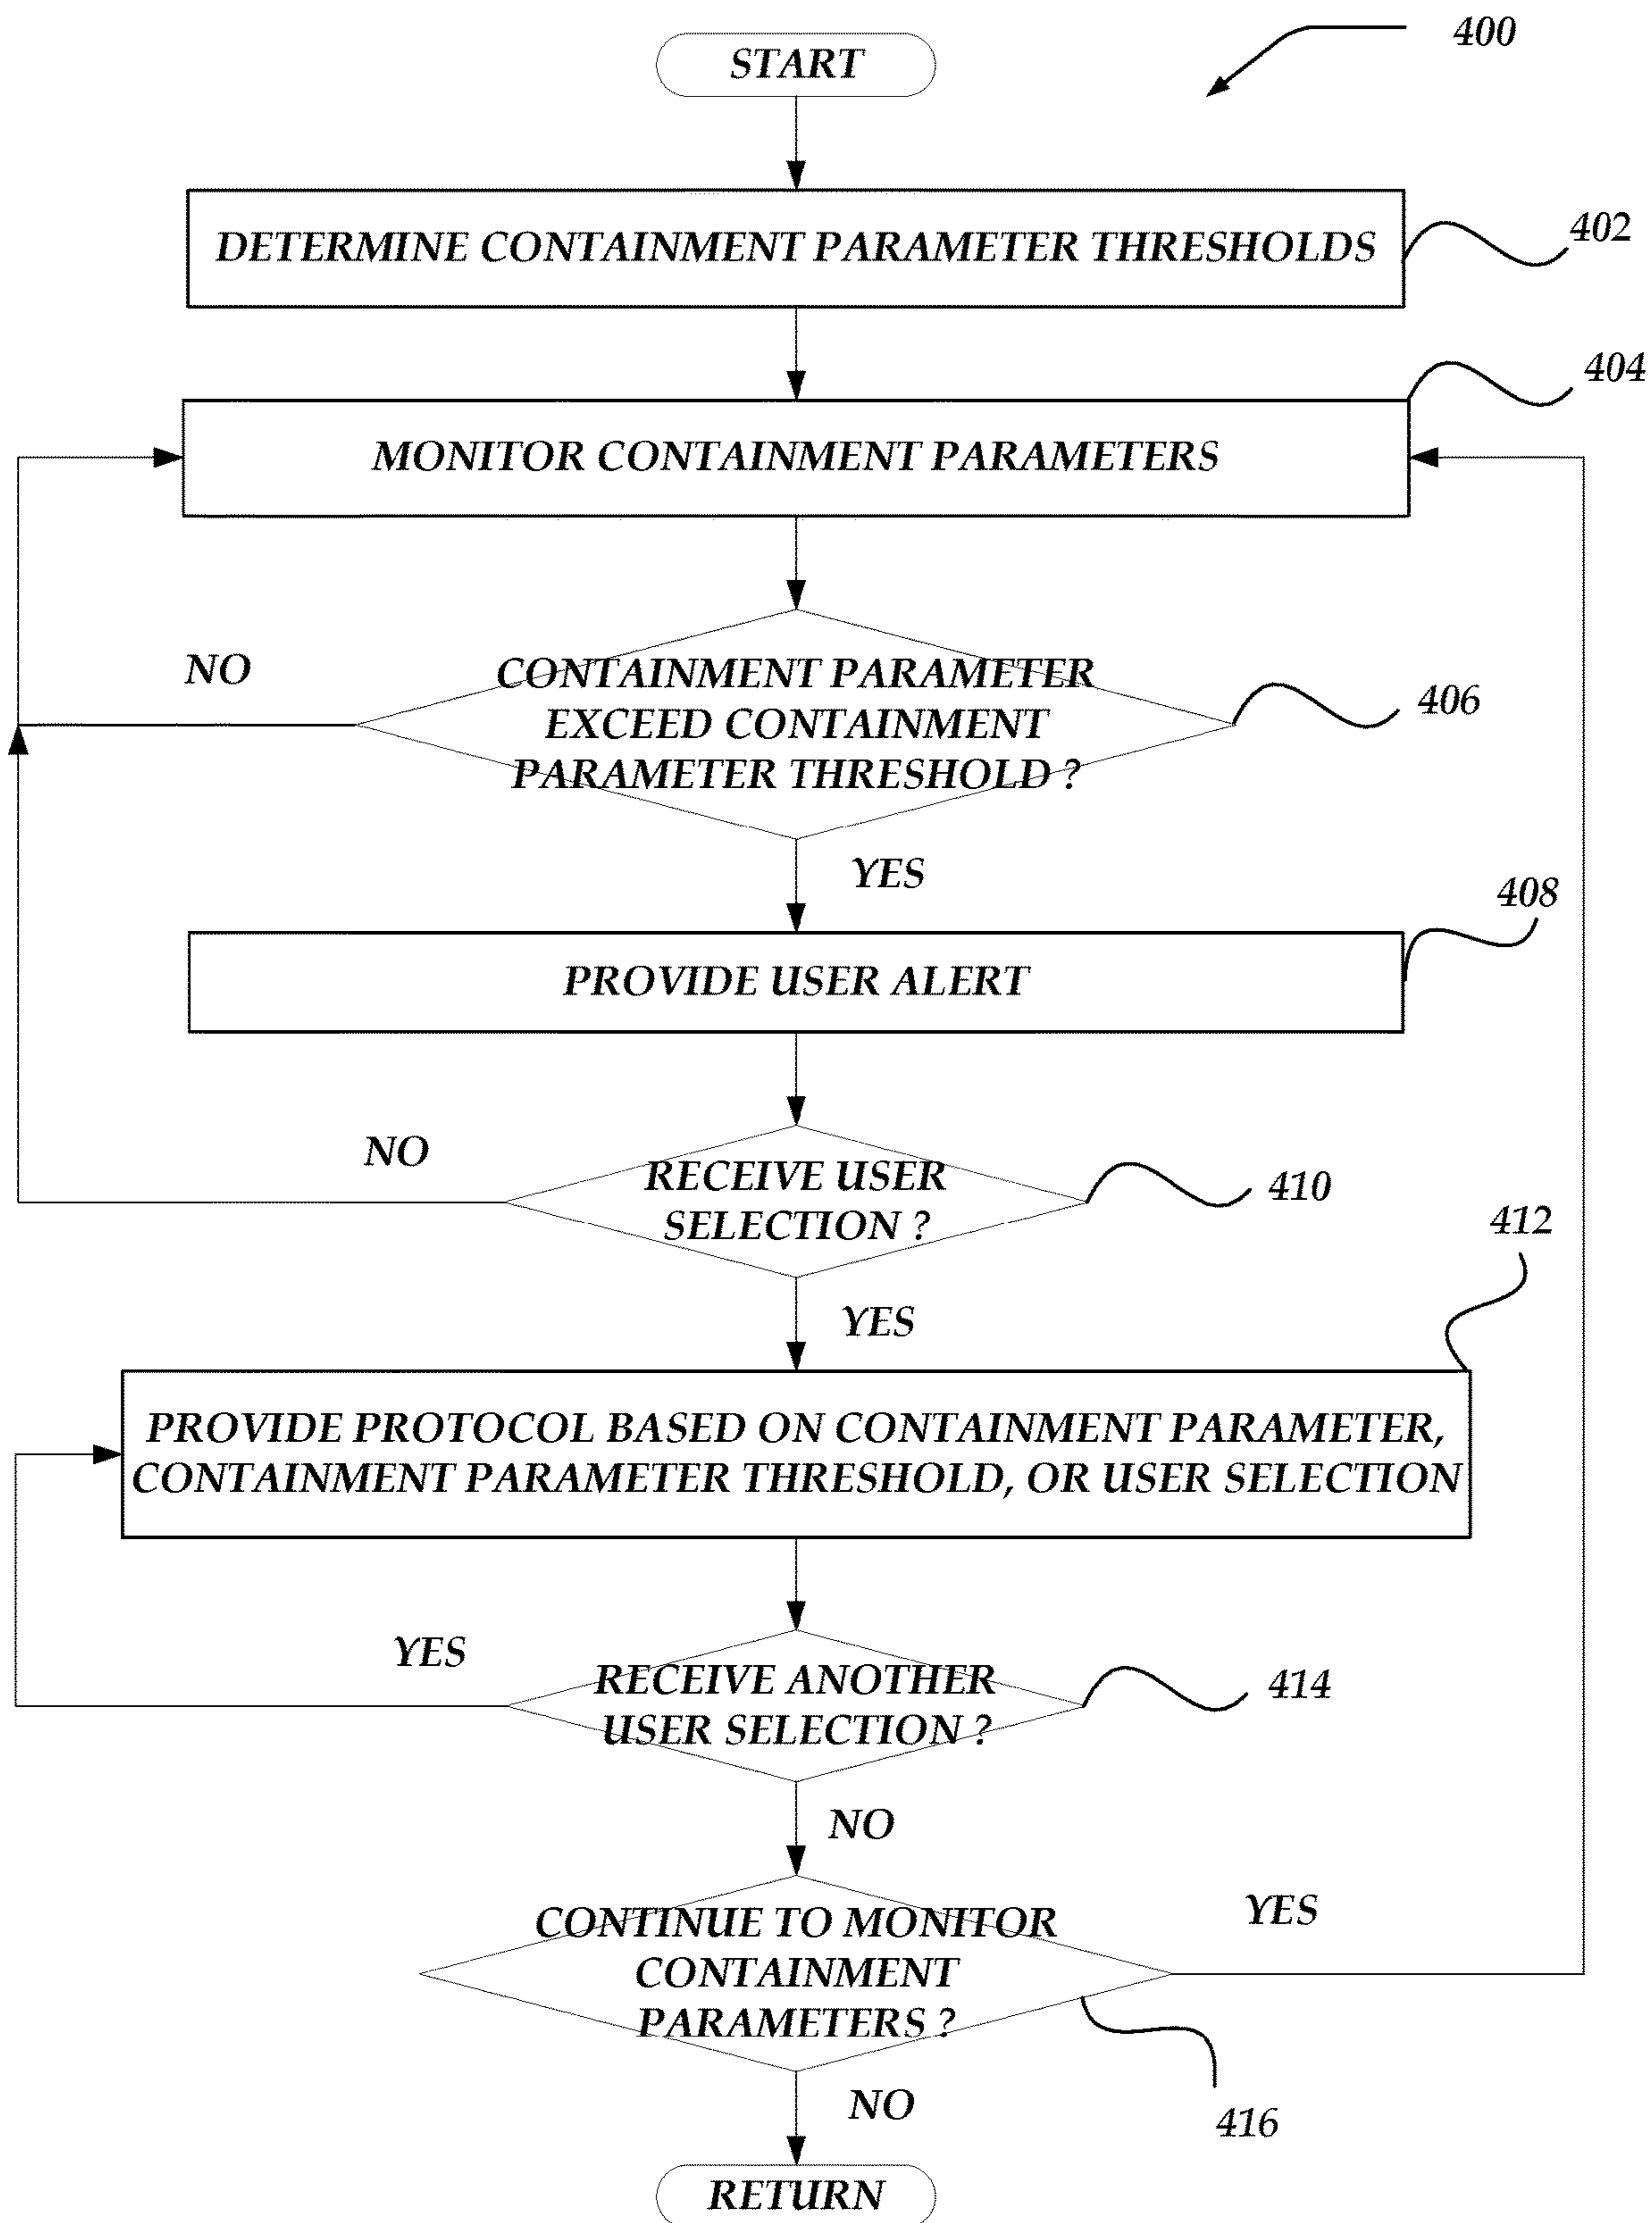 400
START
DETERMINE CONTAINMENT PARAMETER THRESHOLDS
402
404
MONITOR CONTAINMENT PARAMETERS
NO
CONTAINMENT PARAMETER
EXCEED CONTAINMENT
PARAMETER THRESHOLD ?
406
YES
408
PROVIDE USER ALERT
NO
RECEIVE USER
SELECTION ?
410
412
YES
PROVIDE PROTOCOL BASED ON CONTAINMENT PARAMETER,
CONTAINMENT PARAMETER THRESHOLD, OR USER SELECTION
YES
RECEIVE ANOTHER
USER SELECTION ?
414
NO
CONTINUE TO MONITOR
CONTAINMENT
PARAMETERS ?
YES
416
NO
RETURN